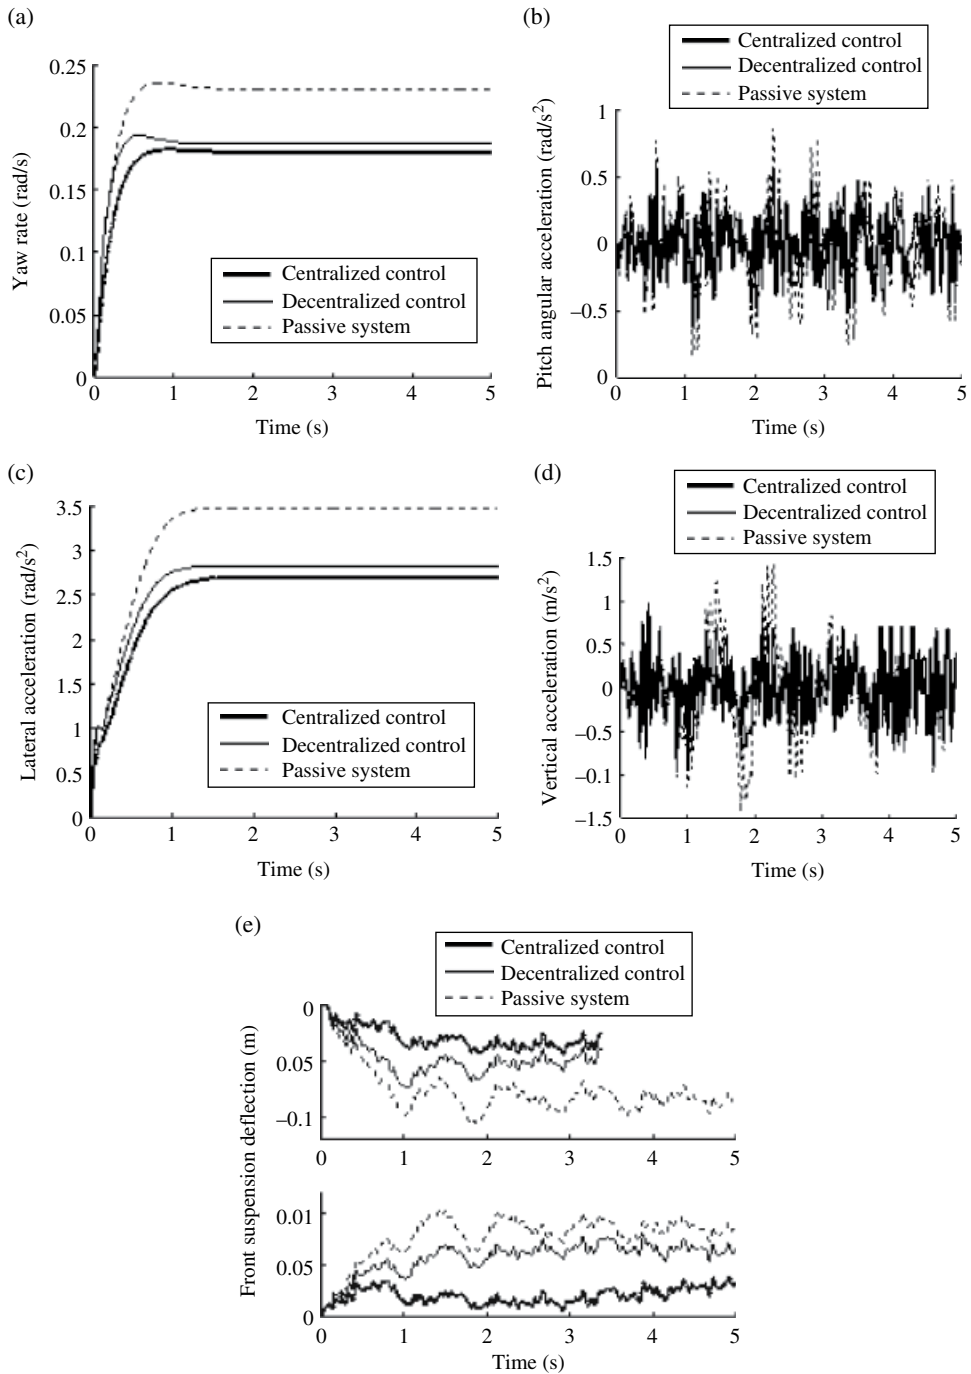 (a)
Yaw rate (rad/s)
0.25
0.2
0.15
0.1
0.05
0
Centralized control
Decentralized control
Passive system
0 1 2 3 4 5
Time (s)
(b)
Centralized control
Decentralized control
Passive system
Pitch angular acceleration (rad/s²)
1
0.5
0
−0.5
0
0 1 2 3 4 5
Time (s)
(c)
Lateral acceleration (rad/s²)
3.5
3
2.5
2
1.5
1
0.5
0
Centralized control
Decentralized control
Passive system
0 1 2 3 4 5
Time (s)
(d)
Centralized control
Decentralized control
Passive system
Vertical acceleration (m/s²)
1.5
1
0.5
0
−0.5
−0.1
−1.5
0 1 2 3 4 5
Time (s)
(e)
Centralized control
Decentralized control
Passive system
Front suspension deflection (m)
0
0.05
−0.1
0 1 2 3 4 5
0.01
0.05
0
0 1 2 3 4 5
Time (s)